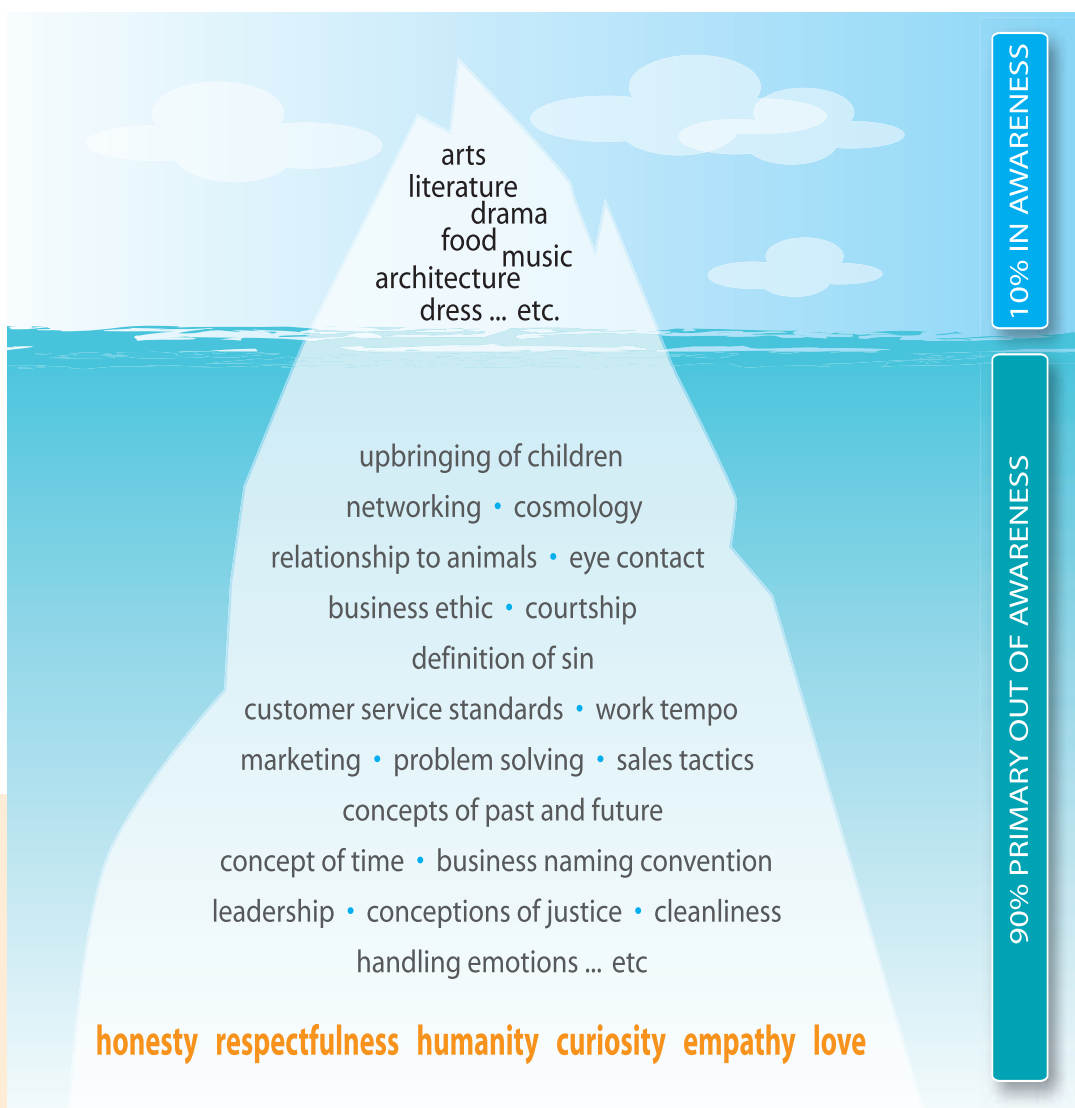 arts
literature
drama
food
music
architecture
dress ... etc.
upbringing of children
networking • cosmology
relationship to animals • eye contact
business ethic • courtship
definition of sin
customer service standards • work tempo
marketing • problem solving • sales tactics
concepts of past and future
concept of time • business naming convention
leadership • conceptions of justice • cleanliness
handling emotions ... etc
honesty respectfulness humanity curiosity empathy love
10% IN AWARENESS
90% PRIMARY OUT OF AWARENESS